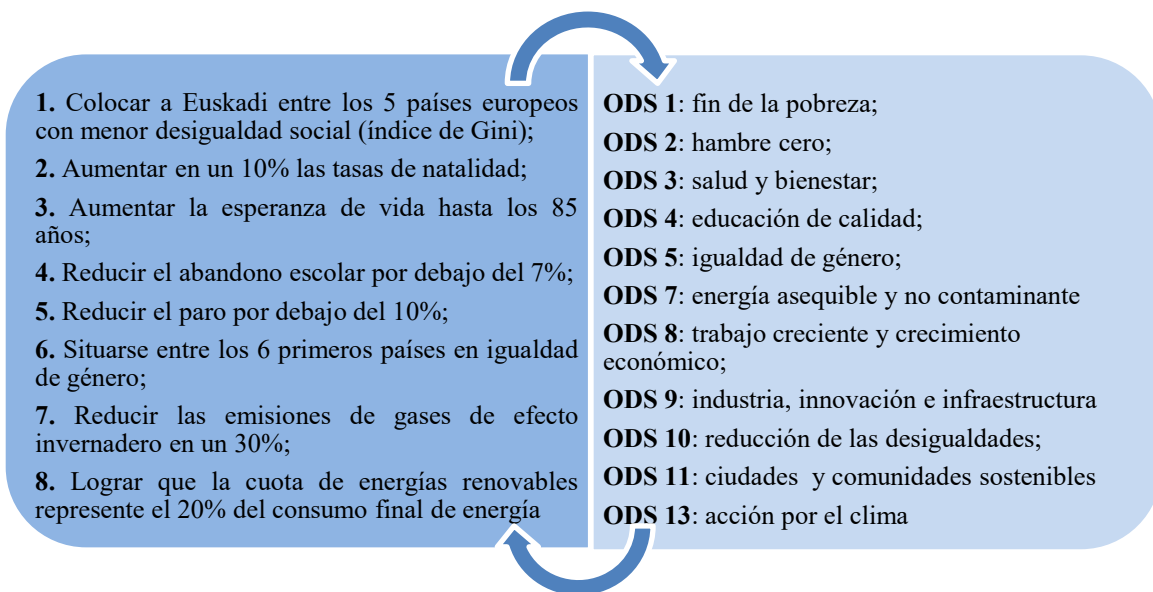 1. Colocar a Euskadi entre los 5 países europeos
con menor desigualdad social (índice de Gini);
2. Aumentar en un 10% las tasas de natalidad;
3. Aumentar la esperanza de vida hasta los 85
años;
4. Reducir el abandono escolar por debajo del 7%;
5. Reducir el paro por debajo del 10%;
6. Situarse entre los 6 primeros países en igualdad
de género;
7. Reducir las emisiones de gases de efecto
invernadero en un 30%;
8. Lograr que la cuota de energías renovables
represente el 20% del consumo final de energía
ODS 1: fin de la pobreza;
ODS 2: hambre cero;
ODS 3: salud y bienestar;
ODS 4: educación de calidad;
ODS 5: igualdad de género;
ODS 7: energía asequible y no contaminante
ODS 8: trabajo creciente y crecimiento
económico;
ODS 9: industria, innovación e infraestructura
ODS 10: reducción de las desigualdades;
ODS 11: ciudades y comunidades sostenibles
ODS 13: acción por el clima